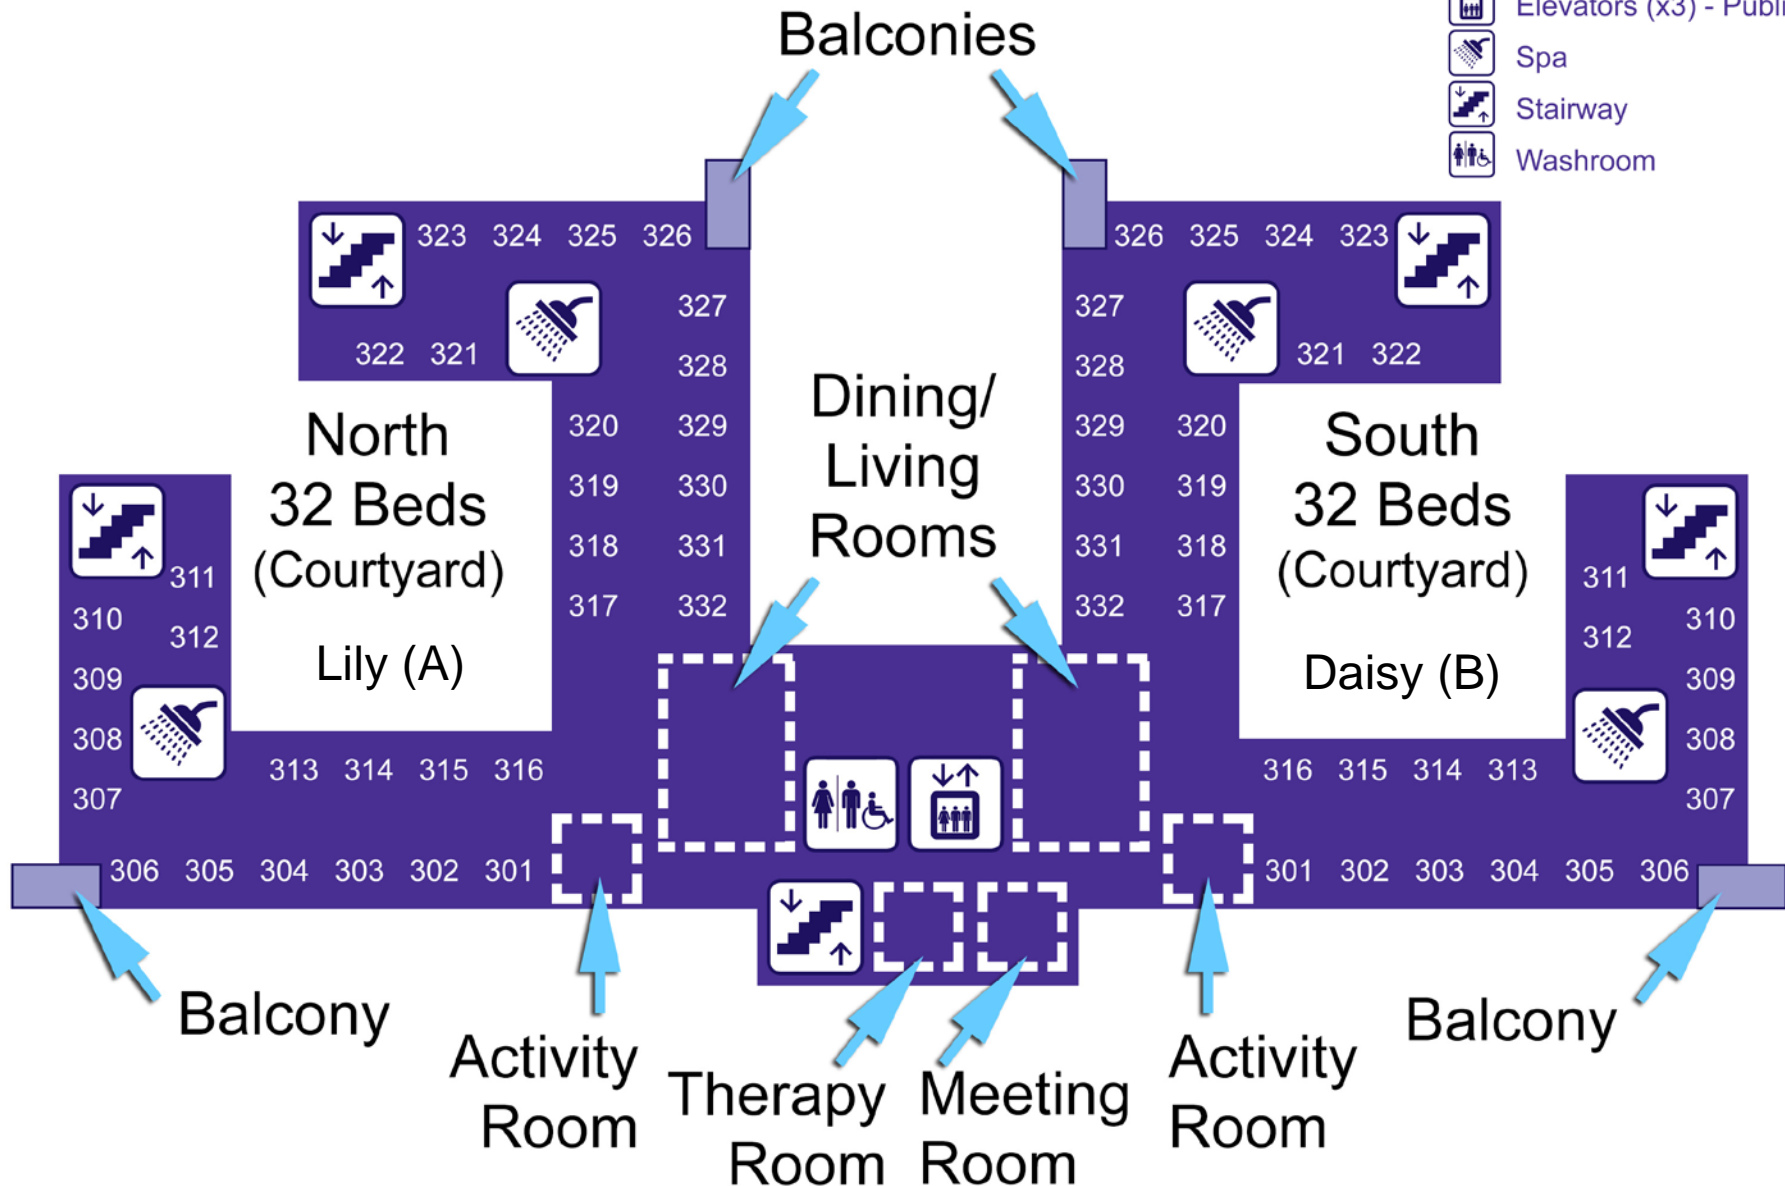 Balconies
Elevators (x3) - Publi
Spa
Stairway
Washroom
323 324 325 326
326 325 324 323
327
327
322 321
328
328
321 322
Dining/
Living
Rooms
North
32 Beds
(Courtyard)
Lily (A)
320 329
319 330
318 331
317 332
329 320
330 319
331 318
332 317
South
32 Beds
(Courtyard)
Daisy (B)
311
310
312
309
308
307
311
310
312
309
308
307
313 314 315 316
316 315 314 313
306 305 304 303 302 301
301 302 303 304 305 306
Balcony
Activity
Room
Therapy
Room
Meeting
Room
Activity
Room
Balcony